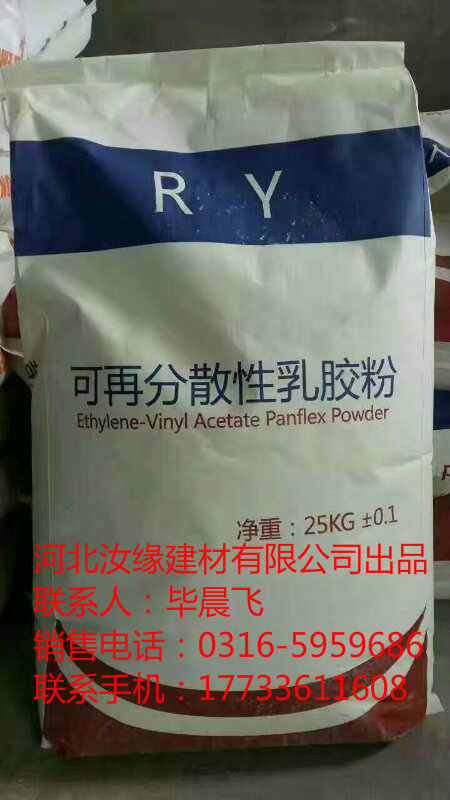 R Y
可再分散性乳胶粉
Ethylene-Vinyl Acetate Panflex Powder
净重：25KG ±0.1
河北汝缘建材有限公司出品
联系人：毕晨飞
销售电话：0316-5959686
联系手机：17733611608